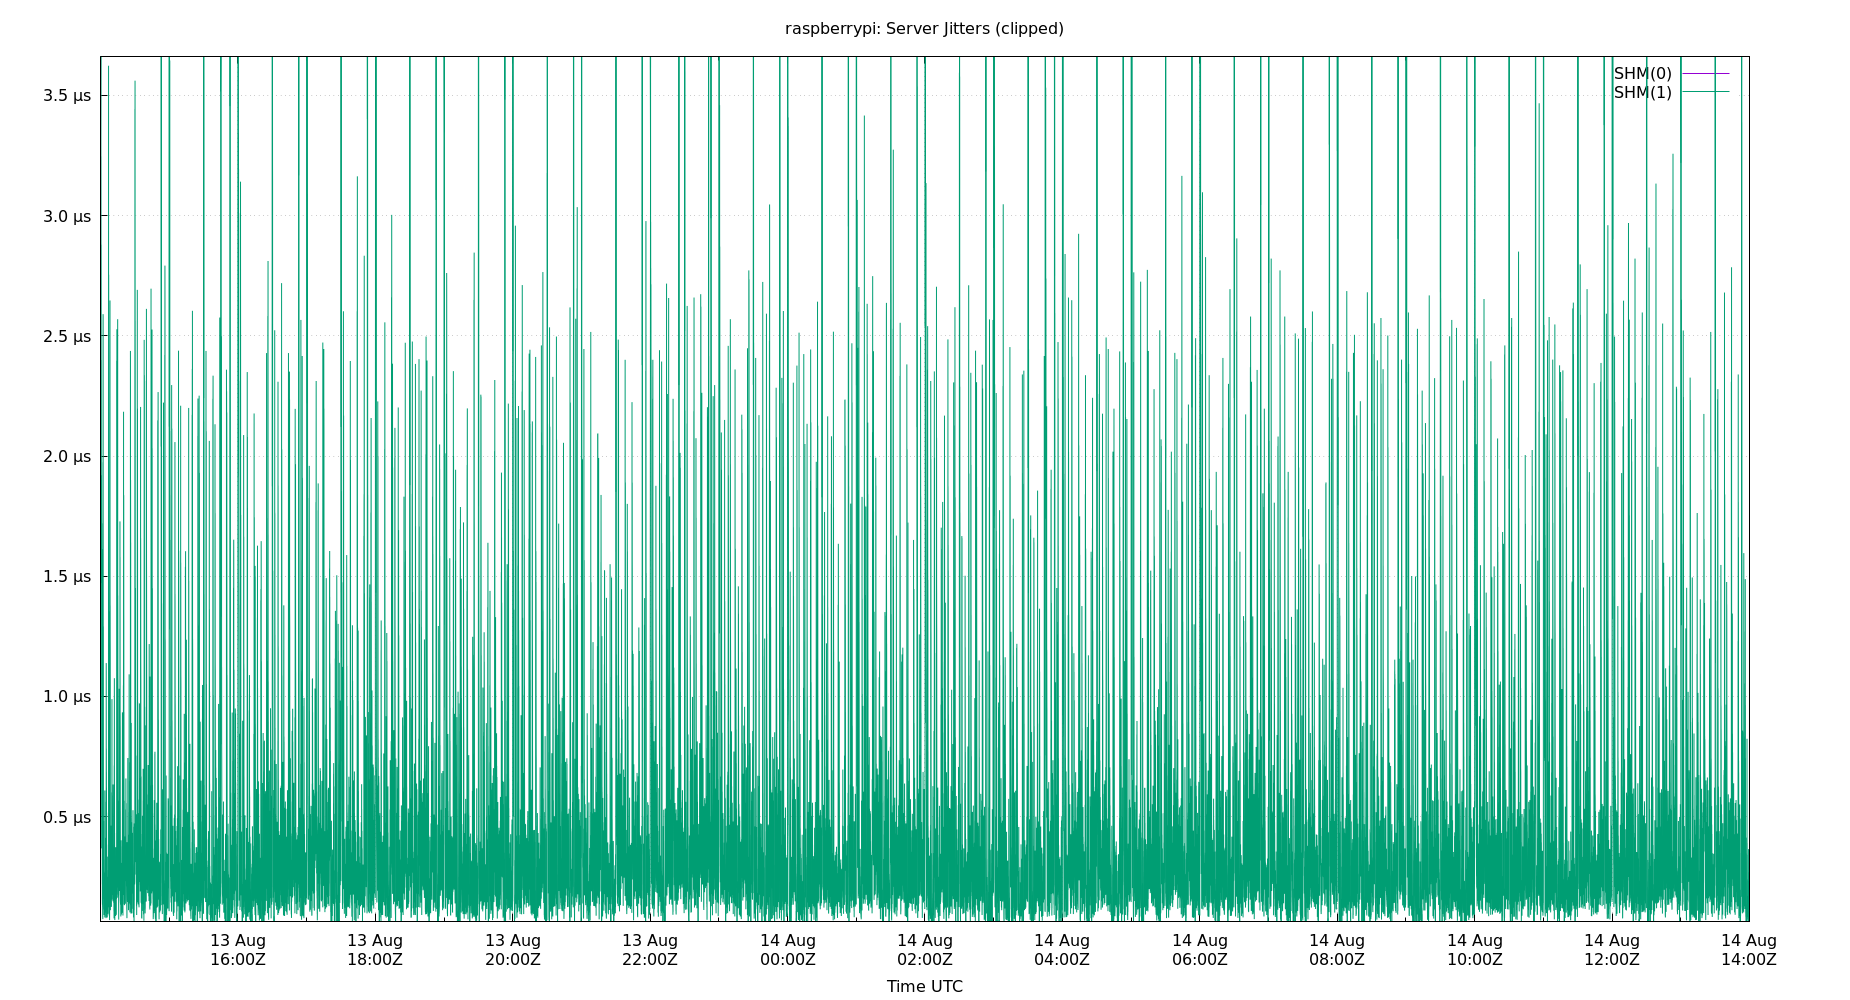 raspberrypi: Server Jitters (clipped)
SHM(0)
SHM(1)
3.5 µs
3.0 µs
2.5 µs
2.0 µs
1.5 µs
1.0 µs
0.5 µs
13 Aug 13 Aug 13 Aug 13 Aug 14 Aug 14 Aug 14 Aug 14 Aug 14 Aug 14 Aug 14 Aug 14 Aug
16:00Z 18:00Z 20:00Z 22:00Z 00:00Z 02:00Z 04:00Z 06:00Z 08:00Z 10:00Z 12:00Z 14:00Z
Time UTC